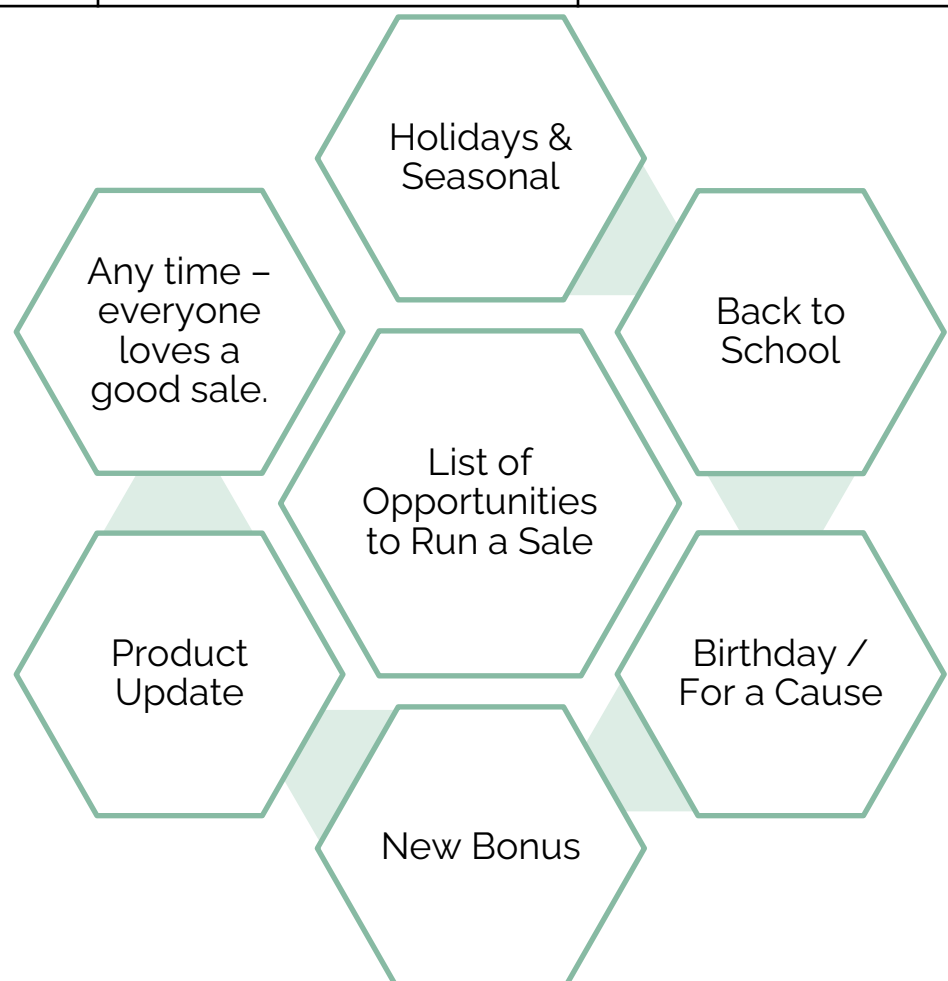 Holidays &
Seasonal
Any time –
everyone
loves a
good sale.
Back to
School
List of
Opportunities
to Run a Sale
Product
Update
Birthday /
For a Cause
New Bonus